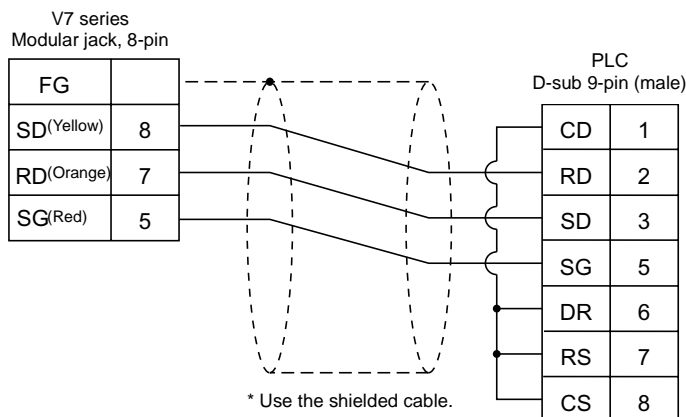 V7 series
Modular jack, 8-pin
FG
SD(Yellow) 8
RD(Orange) 7
SG(Red) 5
PLC
D-sub 9-pin (male)
CD 1
RD 2
SD 3
SG 5
DR 6
RS 7
CS 8
* Use the shielded cable.